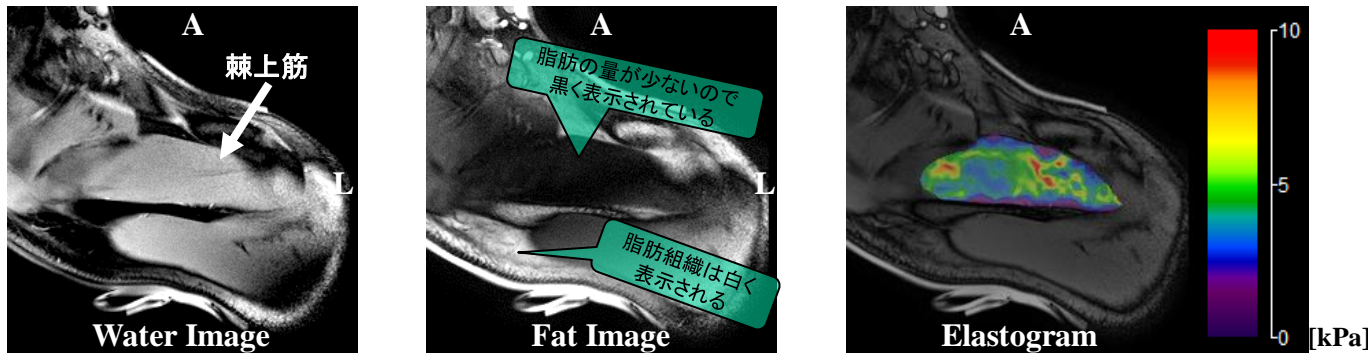 A
棘上筋
L
Water Image
A
脂肪の量が少ないので
黒く表示されている
L
脂肪組織は白く
表示される
Fat Image
A
10
5
0
[kPa]
Elastogram